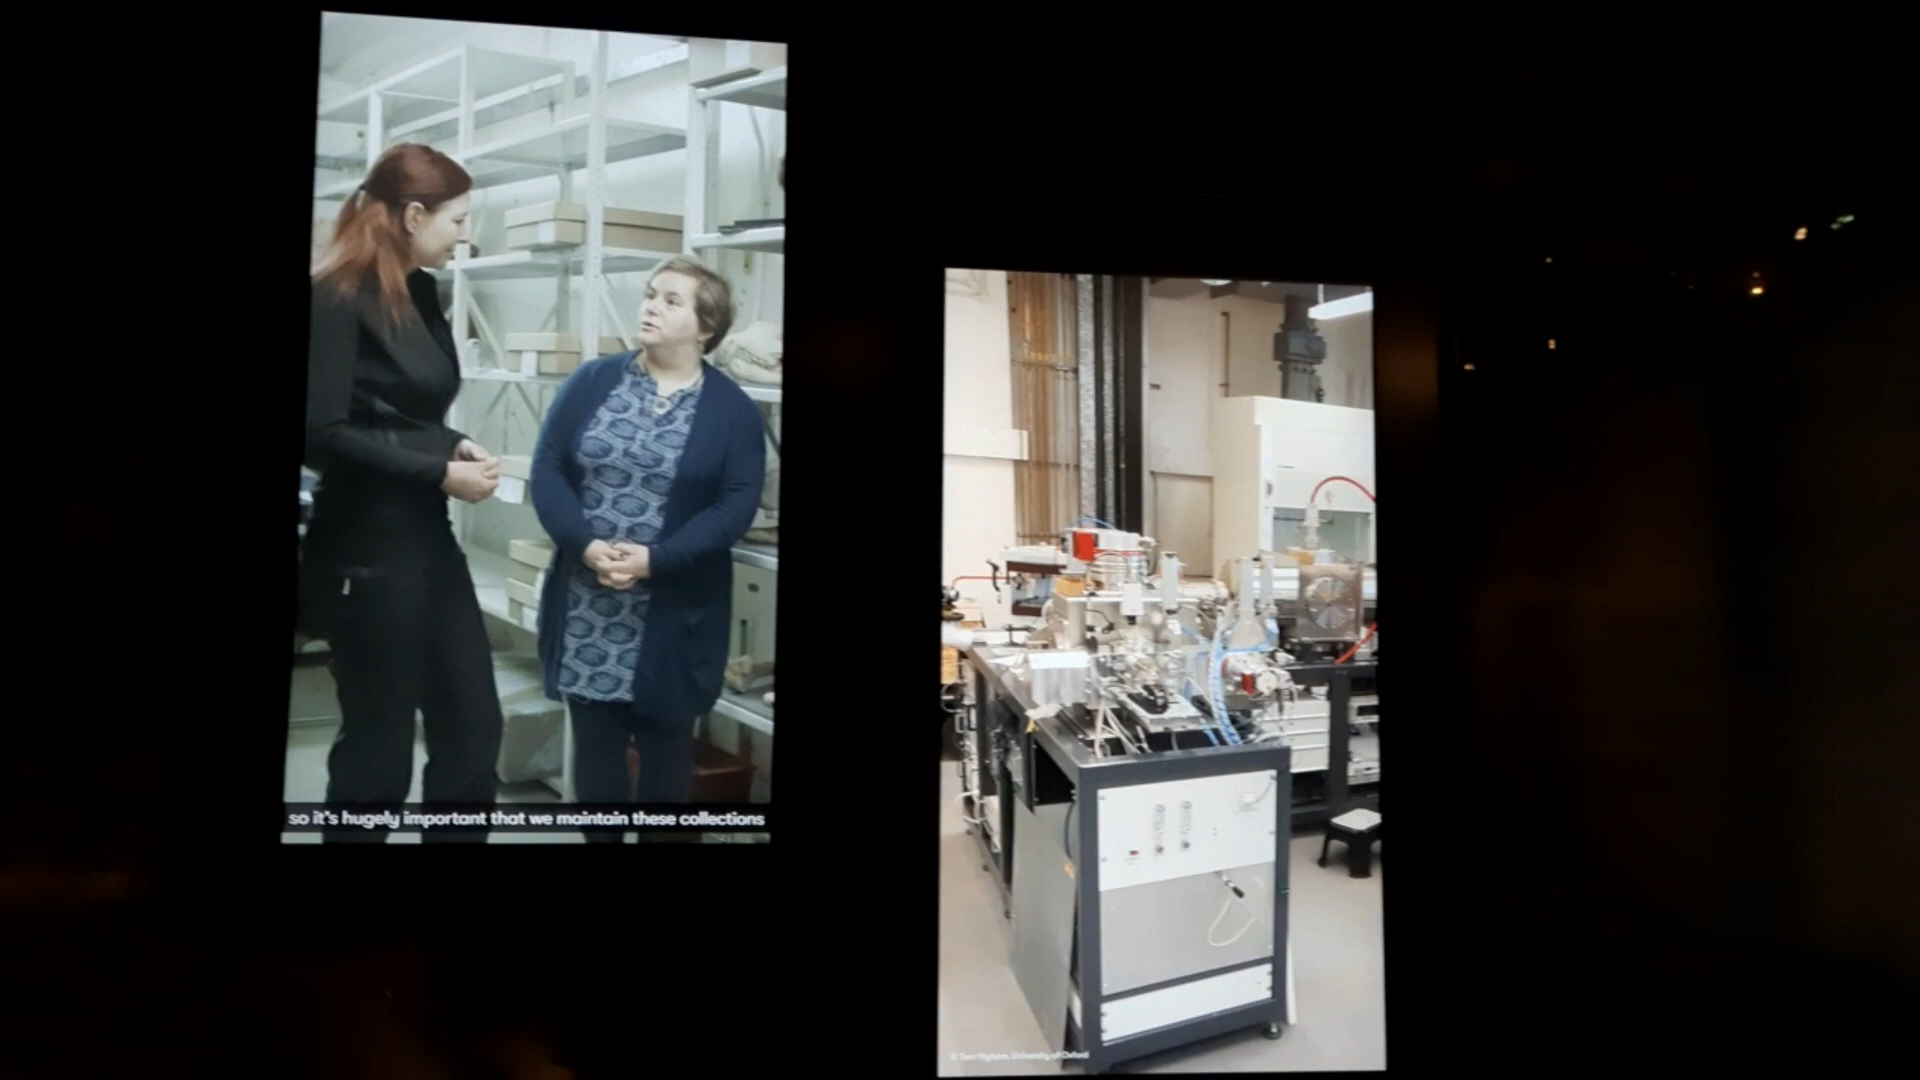 so it's hugely important that we maintain these collections
© Tom Higham, University of Oxford